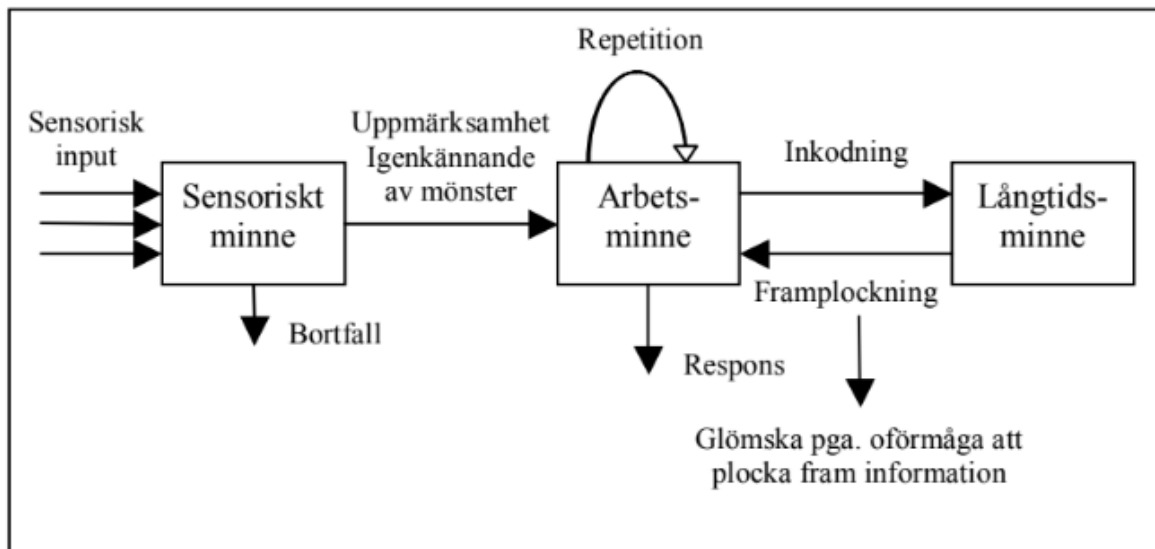 Repetition
Sensorisk
input
Uppmärksamhet
Igenkännande
av mönster
Inkodning
Sensoriskt
minne
Arbets-
minne
Långtids-
minne
Framplockning
Bortfall
Respons
Glömska pga. oförmåga att
plocka fram information